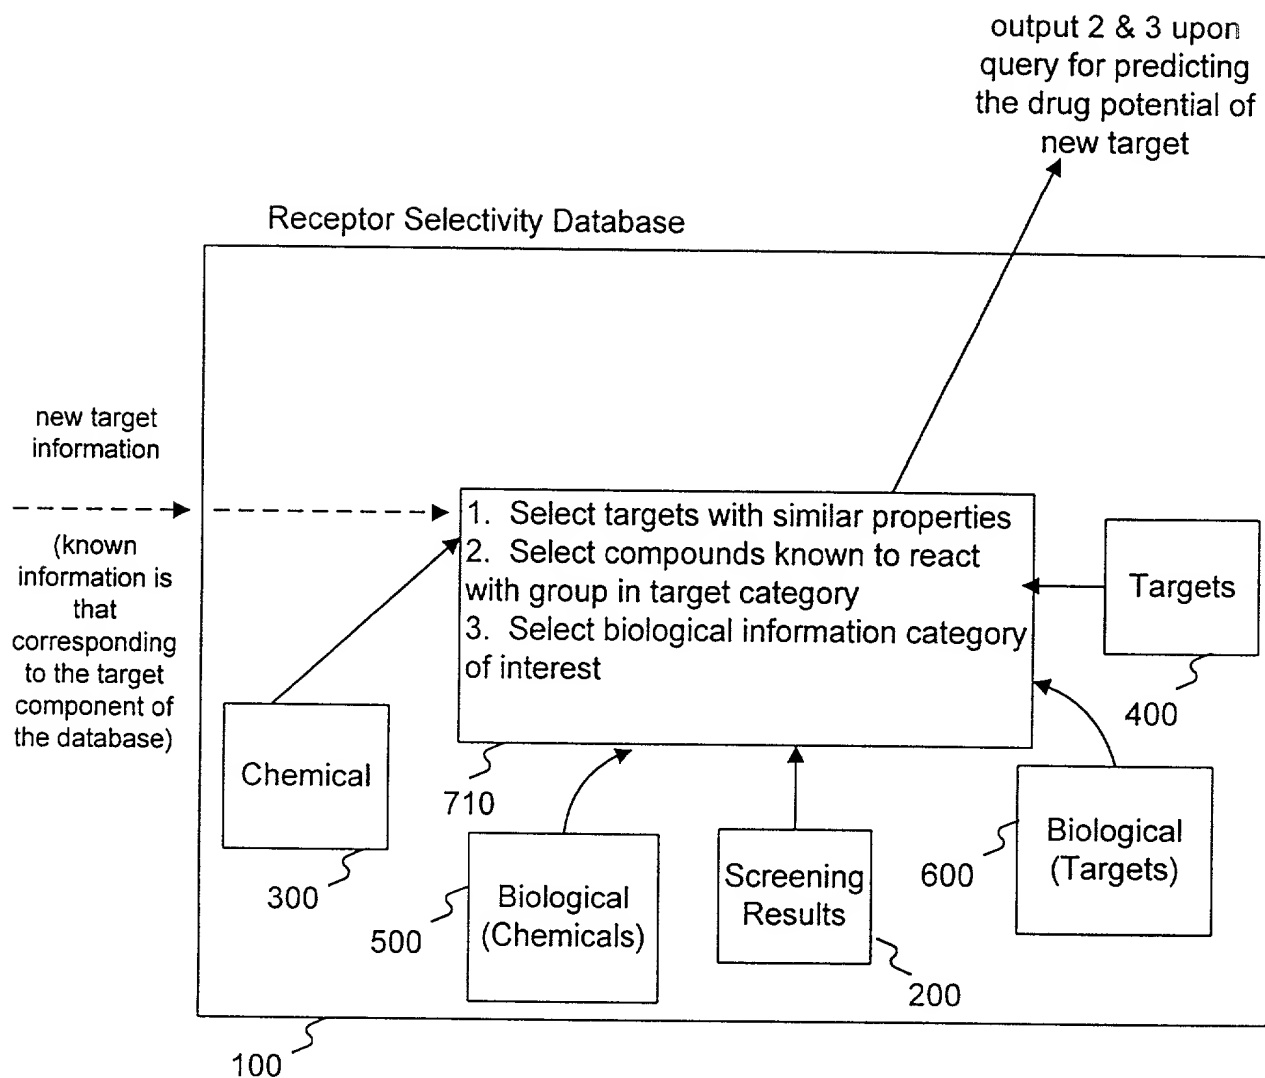 output 2 & 3 upon
query for predicting
the drug potential of
new target
Receptor Selectivity Database
new target
information
(known
information is
that
corresponding
to the target
component of
the database)
1. Select targets with similar properties
2. Select compounds known to react
with group in target category
3. Select biological information category
of interest
Targets
400
Chemical
300
710
Biological
(Chemicals)
500
Screening
Results
200
Biological
(Targets)
600
100